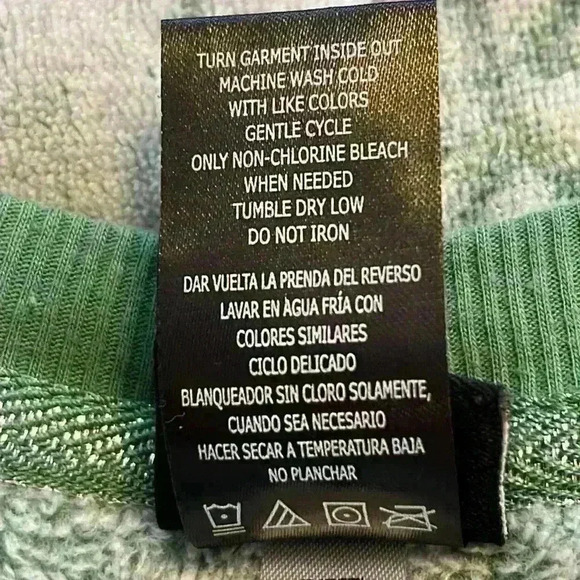 TURN GARMENT INSIDE OUT
MACHINE WASH COLD
WITH LIKE COLORS
GENTLE CYCLE
ONLY NON-CHLORINE BLEACH
WHEN NEEDED
TUMBLE DRY LOW
DO NOT IRON
DAR VUELTA LA PRENDA DEL REVERSO
LAVAR EN ÀGUA FRÍA CON
COLORES SIMILARES
CICLO DELICADO
BLANQUEADOR SIN CLORO SOLAMENTE,
CUANDO SEA NECESARIO
HACER SECAR A TEMPERATURA BAJA
NO PLANCHAR